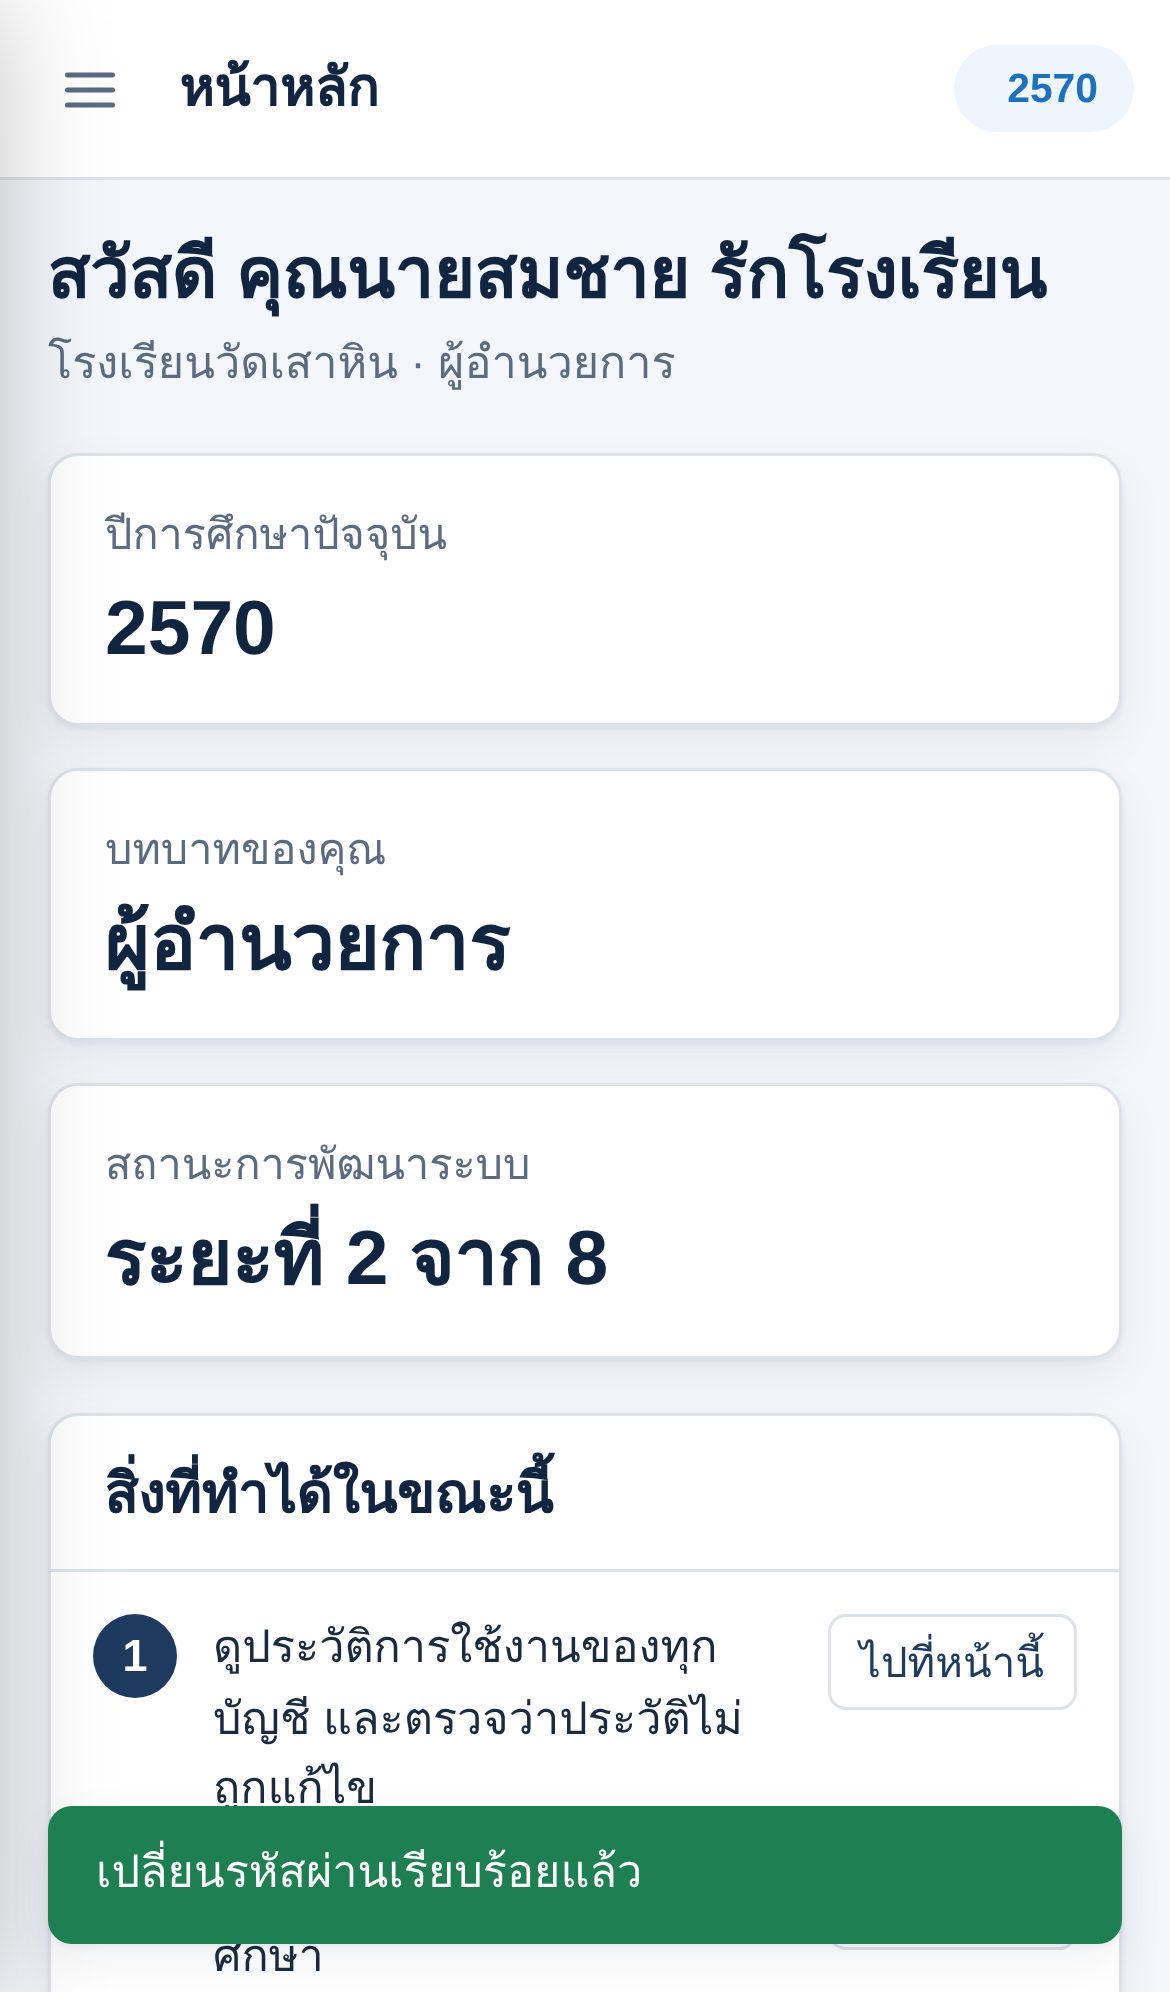 หน้าหลัก
2570
สวัสดี คุณนายสมชาย รักโรงเรียน
โรงเรียนวัดเสาหิน · ผู้อำนวยการ
ปีการศึกษาปัจจุบัน
2570
บทบาทของคุณ
ผู้อำนวยการ
สถานะการพัฒนาระบบ
ระยะที่ 2 จาก 8
สิ่งที่ทำได้ในขณะนี้
1
ดูประวัติการใช้งานของทุก
ไปที่หน้านี้
บัญชี และตรวจว่าประวัติไม่
ถูกแก้ไข
เปลี่ยนรหัสผ่านเรียบร้อยแล้ว
ศึกษา